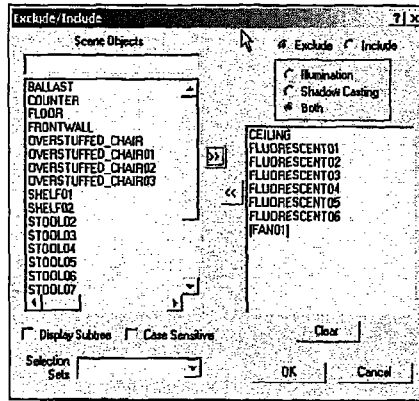 Exclude/Include
Scene Objects
Exclude
Include
Illumination
Shadow Casting
Both
BALLAST
COUNTER
FLOOR
FRONTWALL
OVERSTUFFED_CHAIR
OVERSTUFFED_CHAIR01
OVERSTUFFED_CHAIR02
OVERSTUFFED_CHAIR03
SHELF01
SHELF02
STOOL02
STOOL03
STOOL04
STOOL05
STOOL06
STOOL07
>>
<<
CEILING
FLUORESCENT01
FLUORESCENT02
FLUORESCENT03
FLUORESCENT04
FLUORESCENT05
FLUORESCENT06
[FAN01]
Display Subtree
Case Sensitive
Clear
Selection
Sets
OK
Cancel